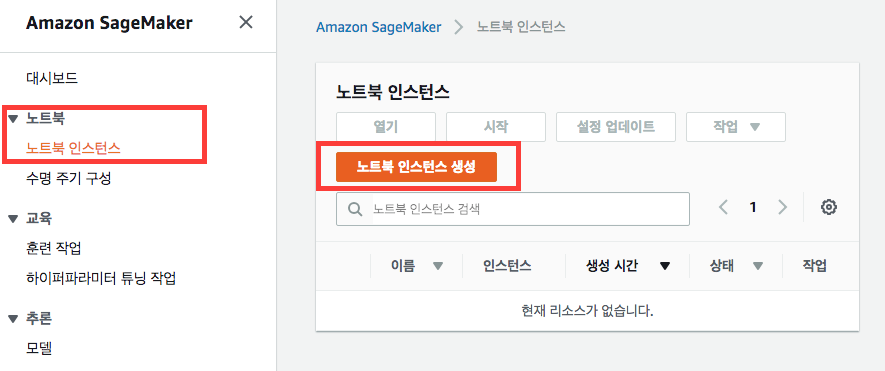 Amazon SageMaker
대시보드
노트북
노트북 인스턴스
수명 주기 구성
교육
훈련 작업
하이퍼파라미터 튜닝 작업
추론
모델
Amazon SageMaker > 노트북 인스턴스
노트북 인스턴스
열기 시작 설정 업데이트 작업
노트북 인스턴스 생성
노트북 인스턴스 검색 1
이름 인스턴스 생성 시간 상태 작업
현재 리소스가 없습니다.